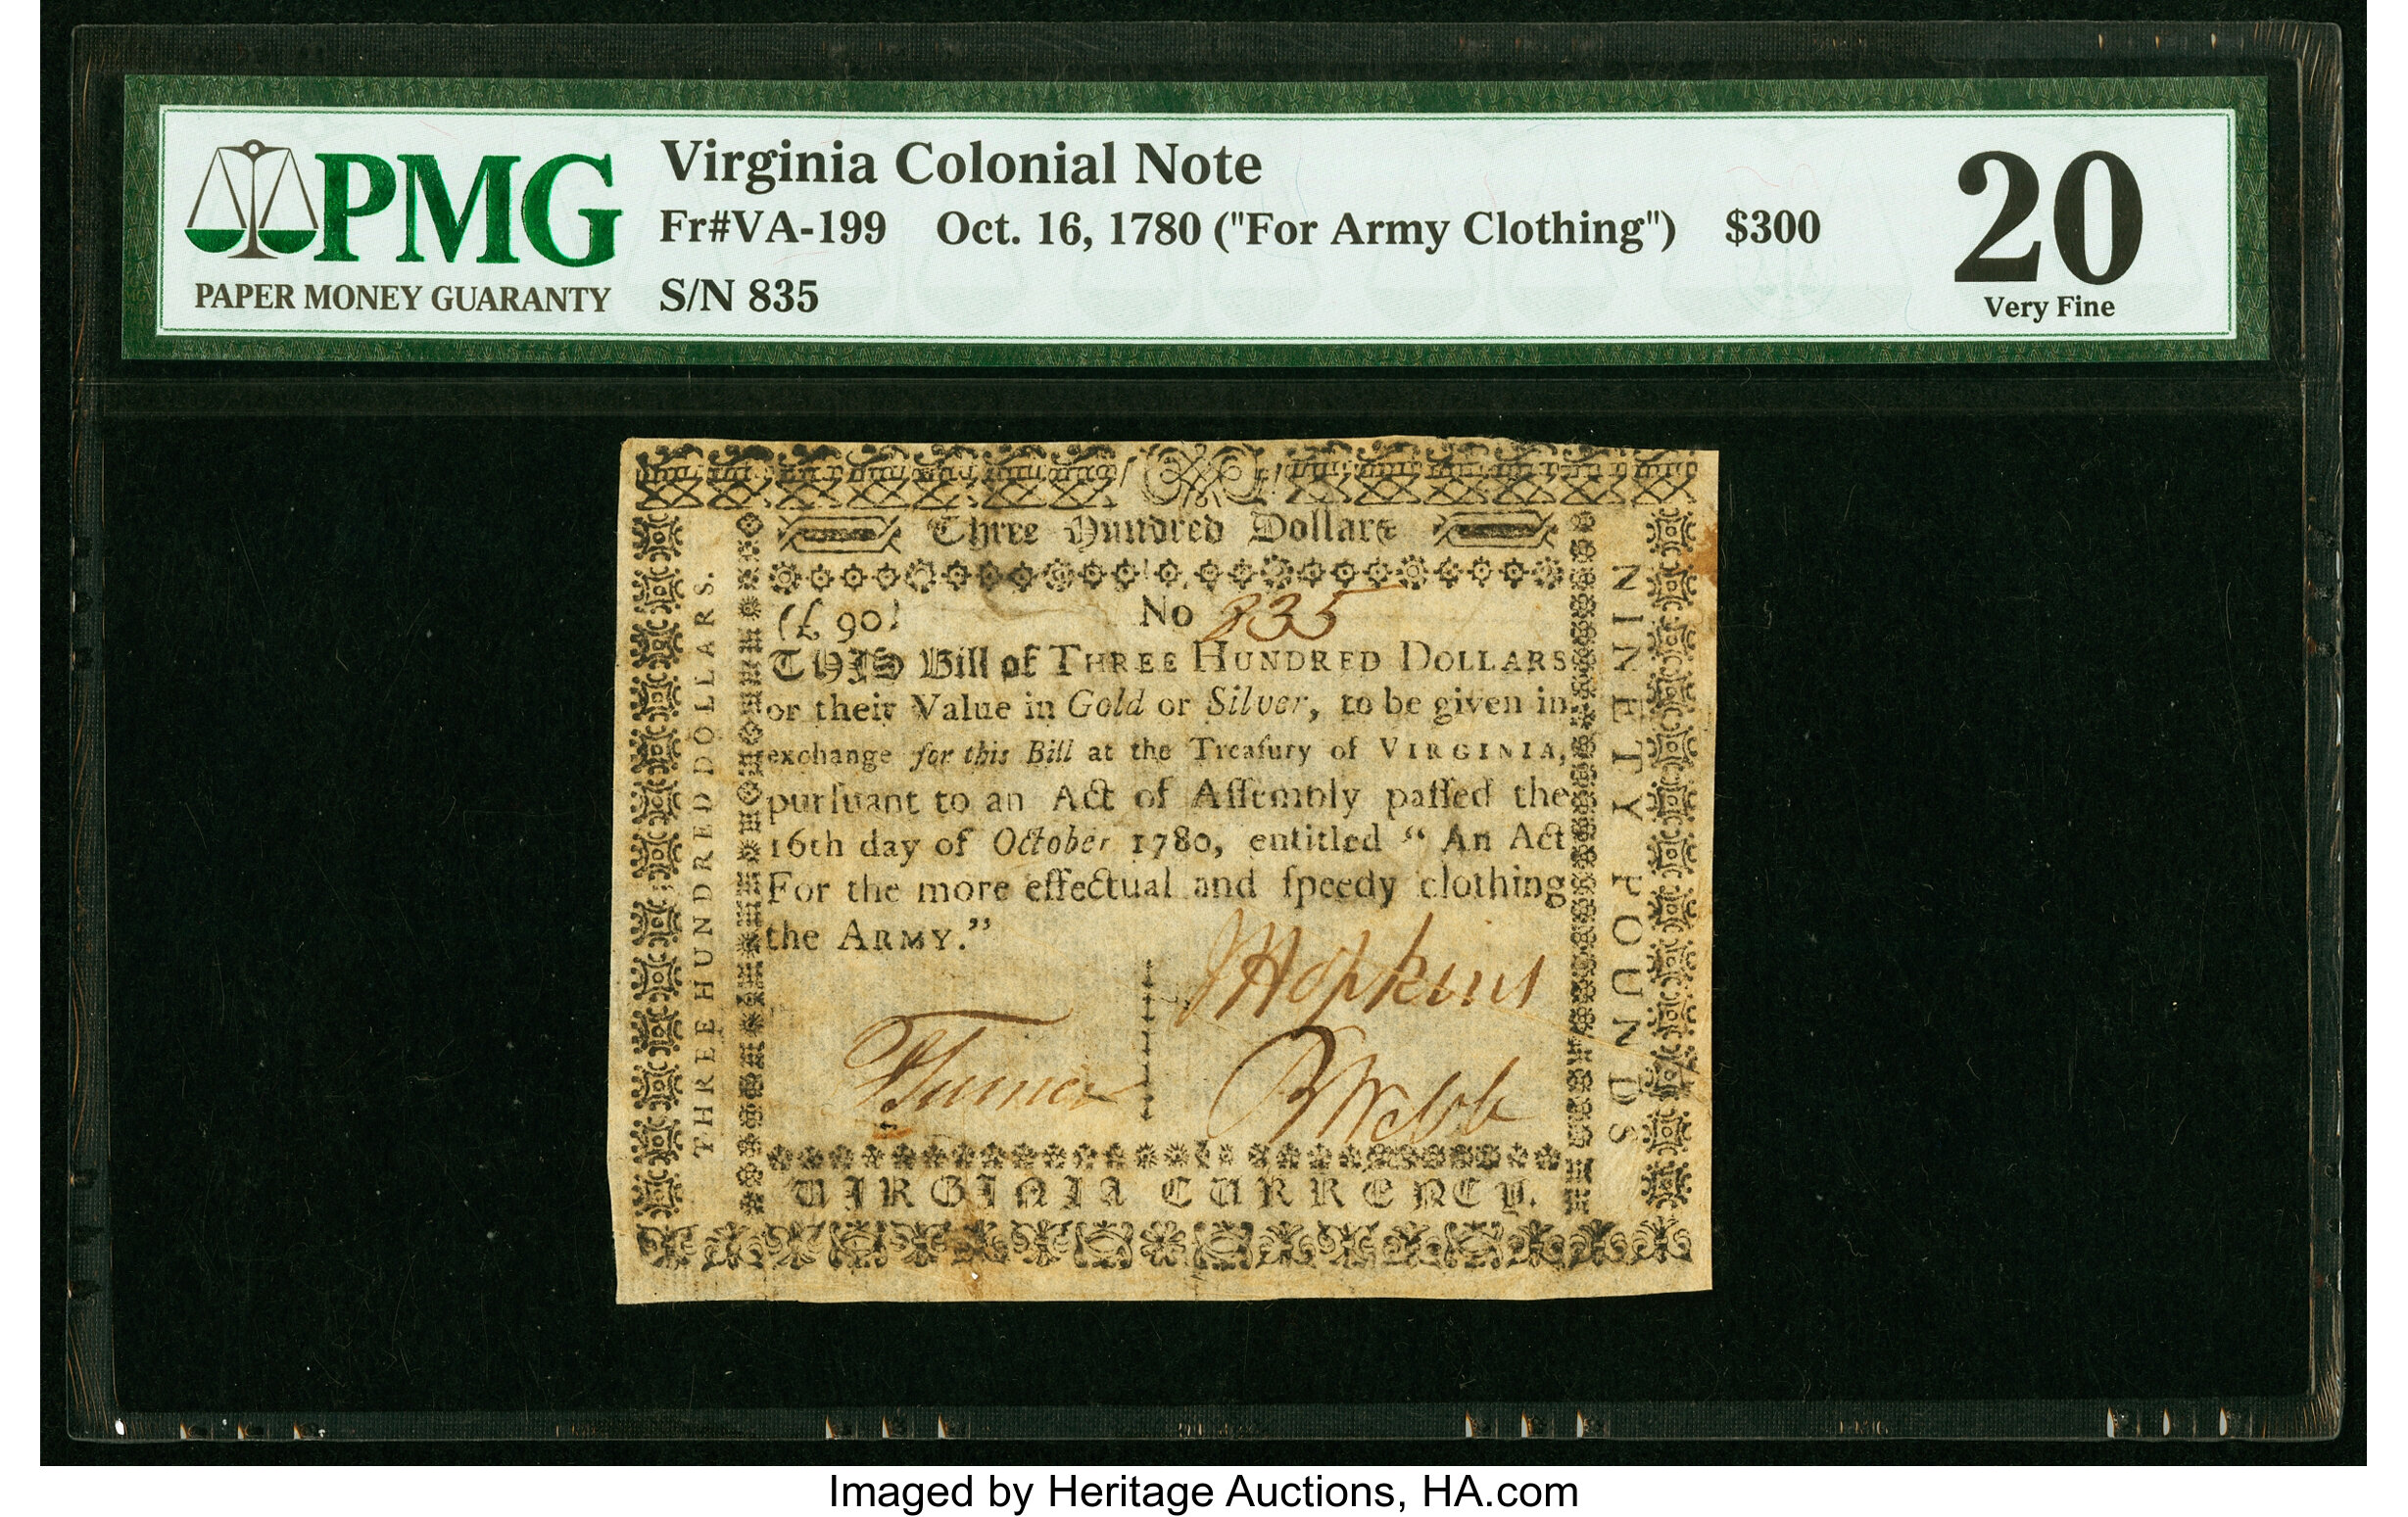 PMG
PAPER MONEY GUARANTY
Virginia Colonial Note
Fr#VA-199 Oct. 16, 1780 ("For Army Clothing") $300
S/N 835
20
Very Fine
Three Hundred Dollars
(£ 90)
No 835
THIS Bill of THREE HUNDRED DOLLARS
or their Value in Gold or Silver, to be given in
exchange for this Bill at the Treaſury of VIRGINIA,
purſuant to an Act of Aſſembly paſſed the
16th day of October 1780, entitled “ An Act
For the more effectual and ſpeedy clothing
the ARMY.”
J Hopkins
Turner
B Webb
VIRGINIA CURRENCY.
THREE HUNDRED DOLLARS.
NINETY POUNDS
Imaged by Heritage Auctions, HA.com